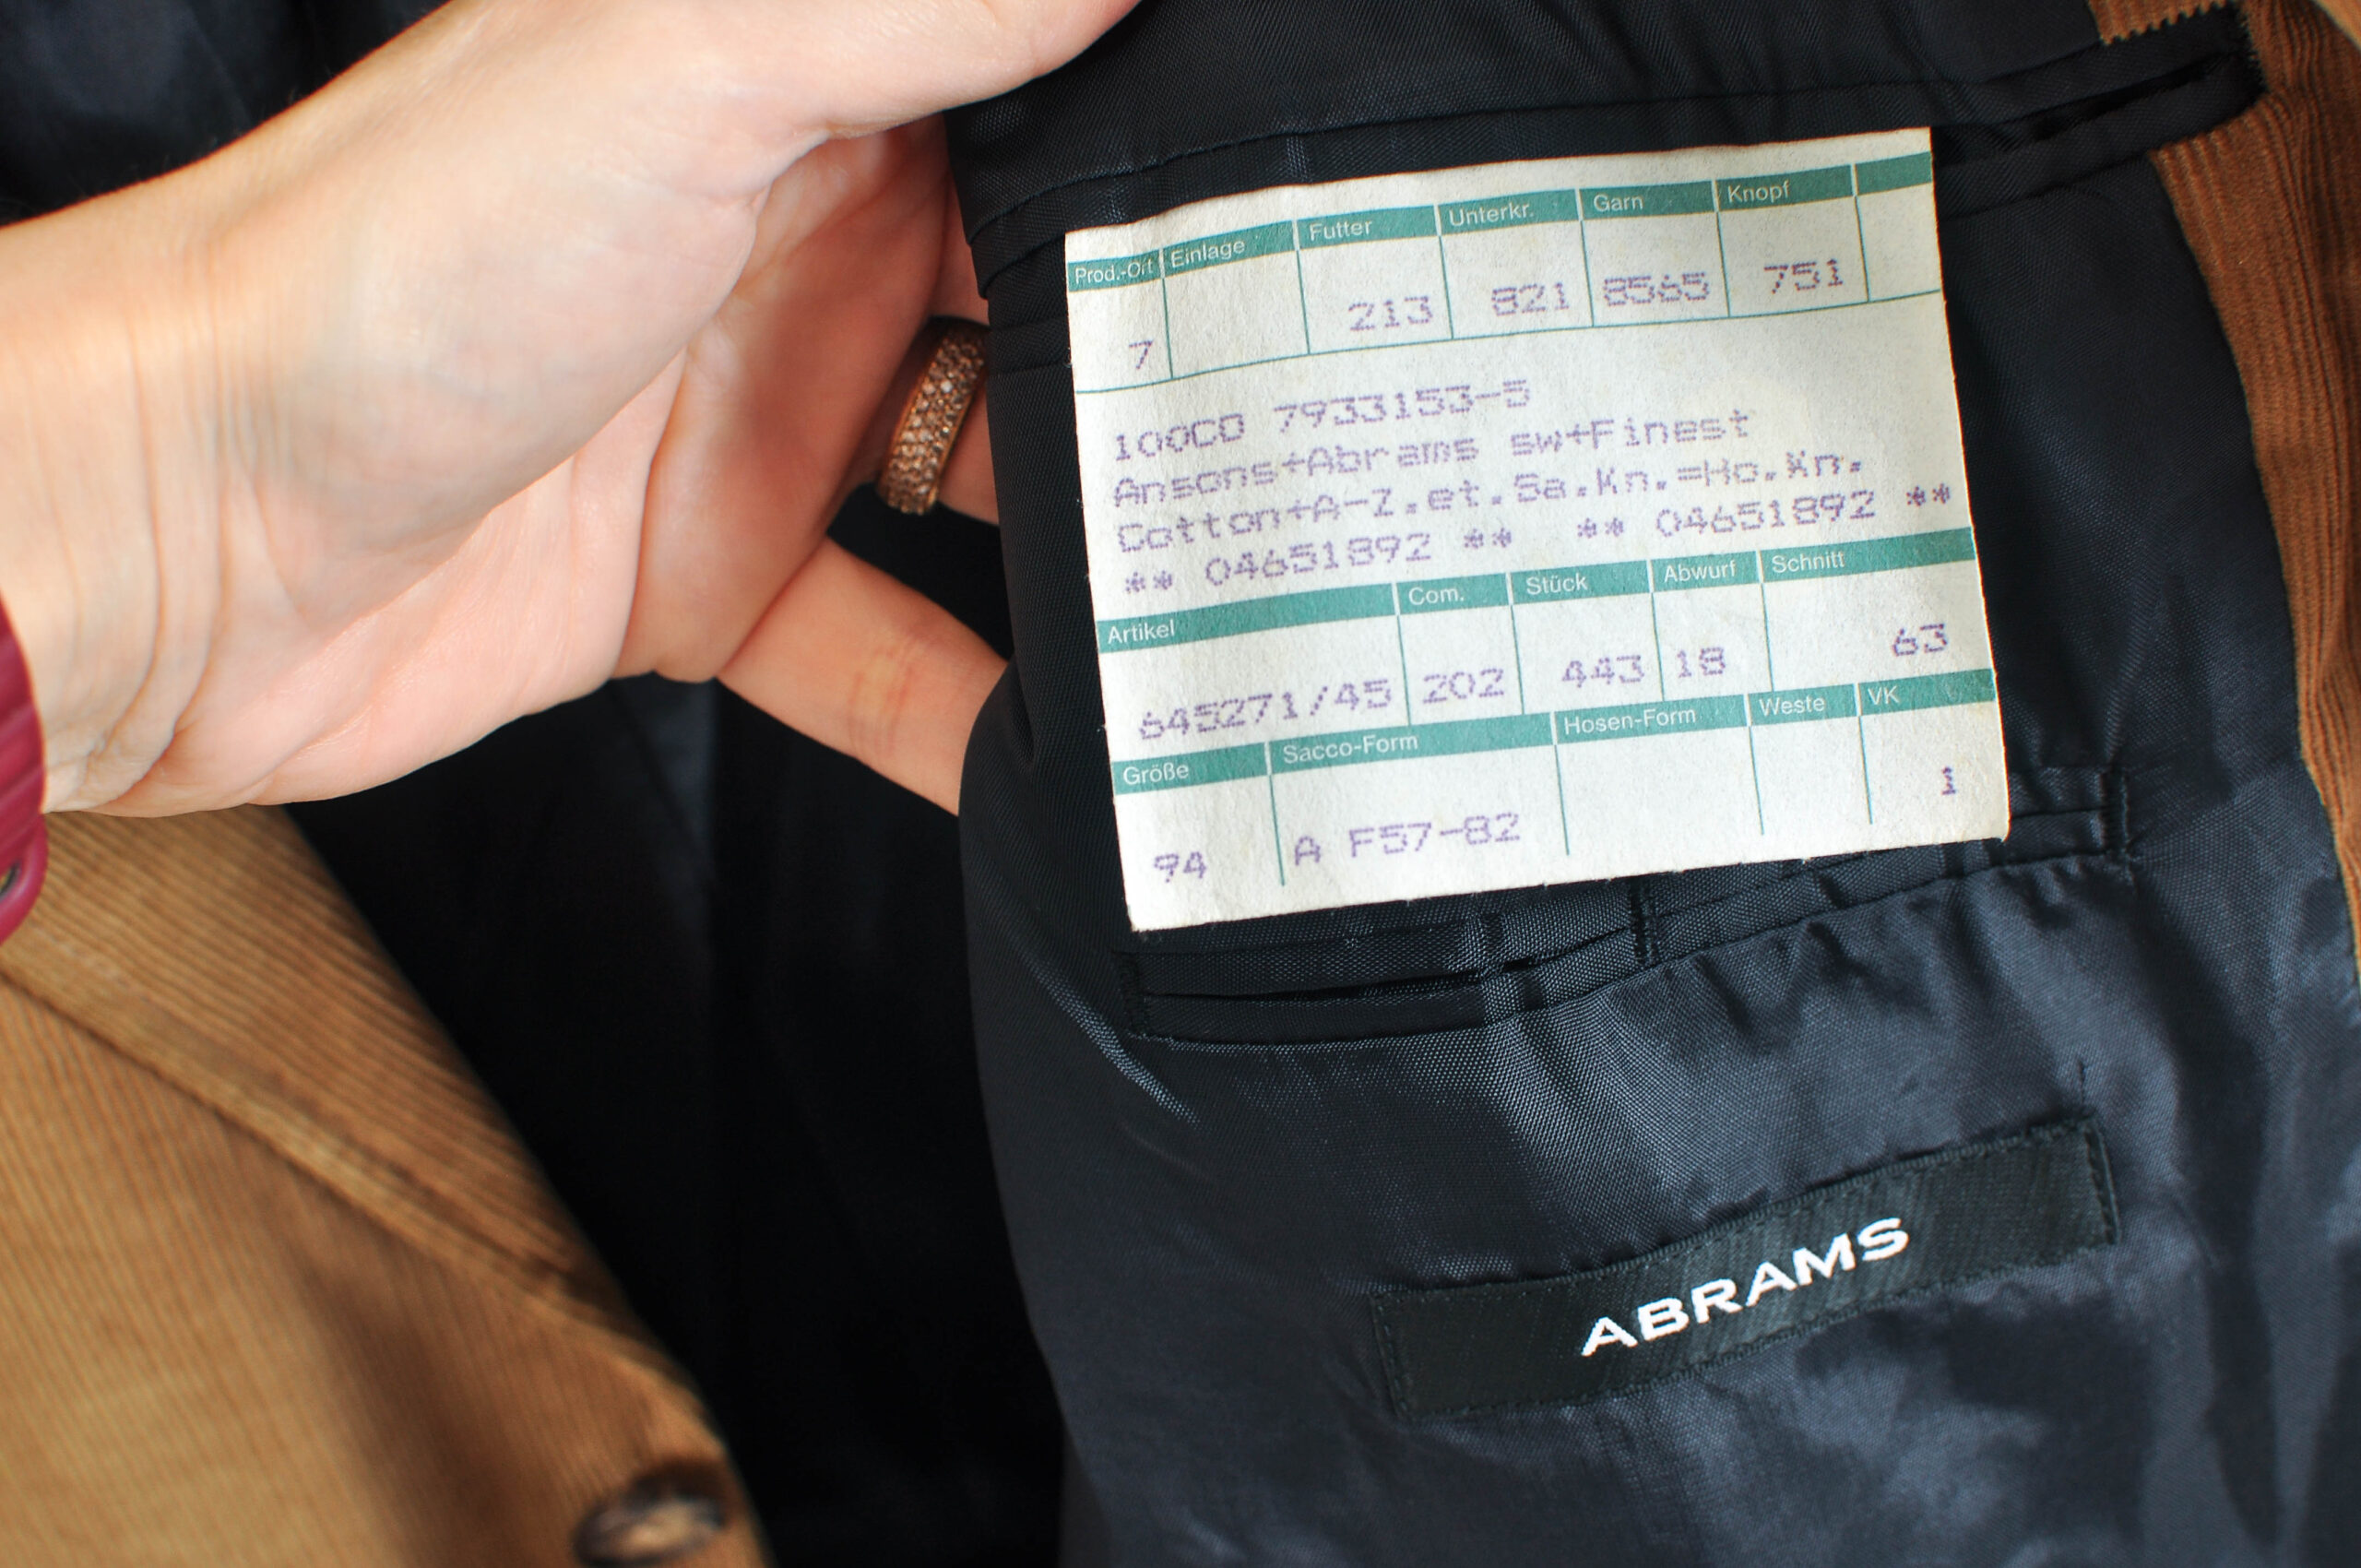 Prod.-Ort Einlage Futter Unterkr. Garn Knopf
7 213 821 8565 751
100CO 7933153-5
Ansons+Abrams sw+Finest
Cotton+A-Z.et.Sa.Kn.=Ho.Kn.
** 04651892 ** ** 04651892 **
Artikel Com. Stück Abwurf Schnitt
645271/45 202 443 18 63
Größe Sacco-Form Hosen-Form Weste VK
94 A F57-82 1
ABRAMS